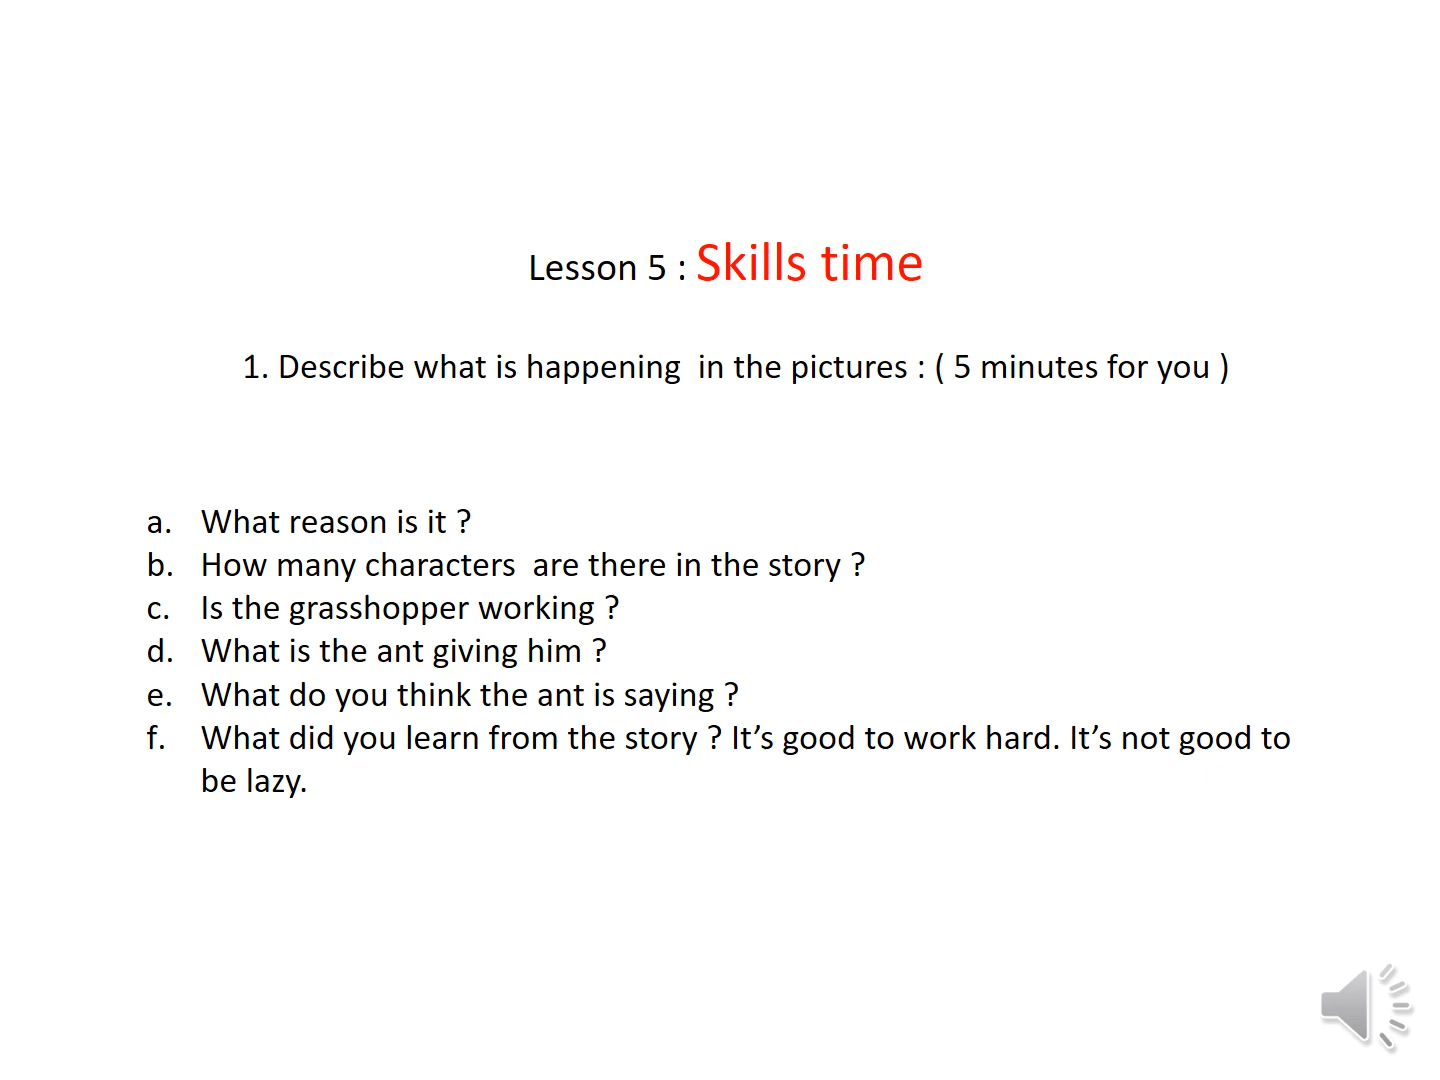 Lesson 5 : Skills time
1. Describe what is happening  in the pictures : ( 5 minutes for you )
a. What reason is it ?
b. How many characters  are there in the story ?
c. Is the grasshopper working ?
d. What is the ant giving him ?
e. What do you think the ant is saying ?
f. What did you learn from the story ? It’s good to work hard. It’s not good to
be lazy.